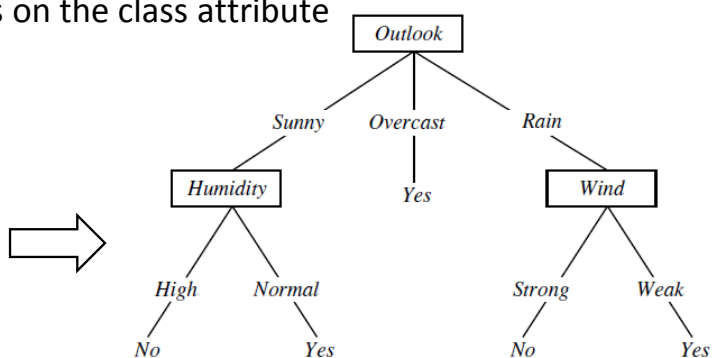 s on the class attribute
Outlook
Sunny Overcast Rain
Humidity Yes Wind
High Normal Strong Weak
No Yes No Yes